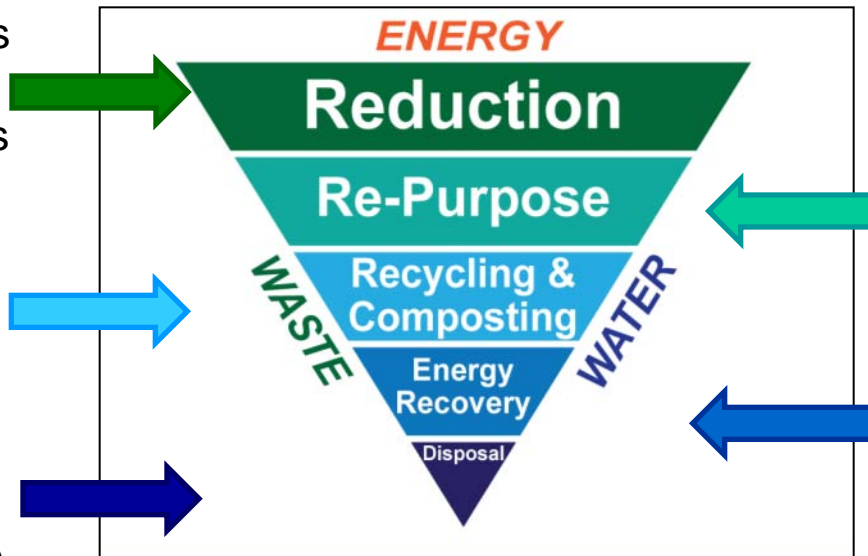 ENERGY
s
Reduction
s
Re-Purpose
WASTE
Recycling &
Composting
WATER
Energy
Recovery
Disposal